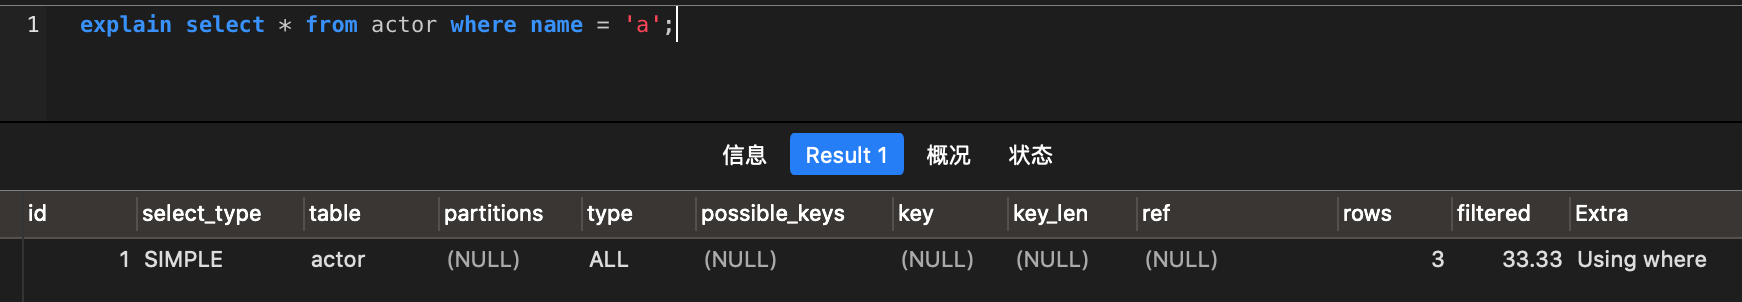 1 explain select * from actor where name = 'a';
信息 Result 1 概况 状态
id select_type table partitions type possible_keys key key_len ref rows filtered Extra
1 SIMPLE actor (NULL) ALL (NULL) (NULL) (NULL) (NULL) 3 33.33 Using where